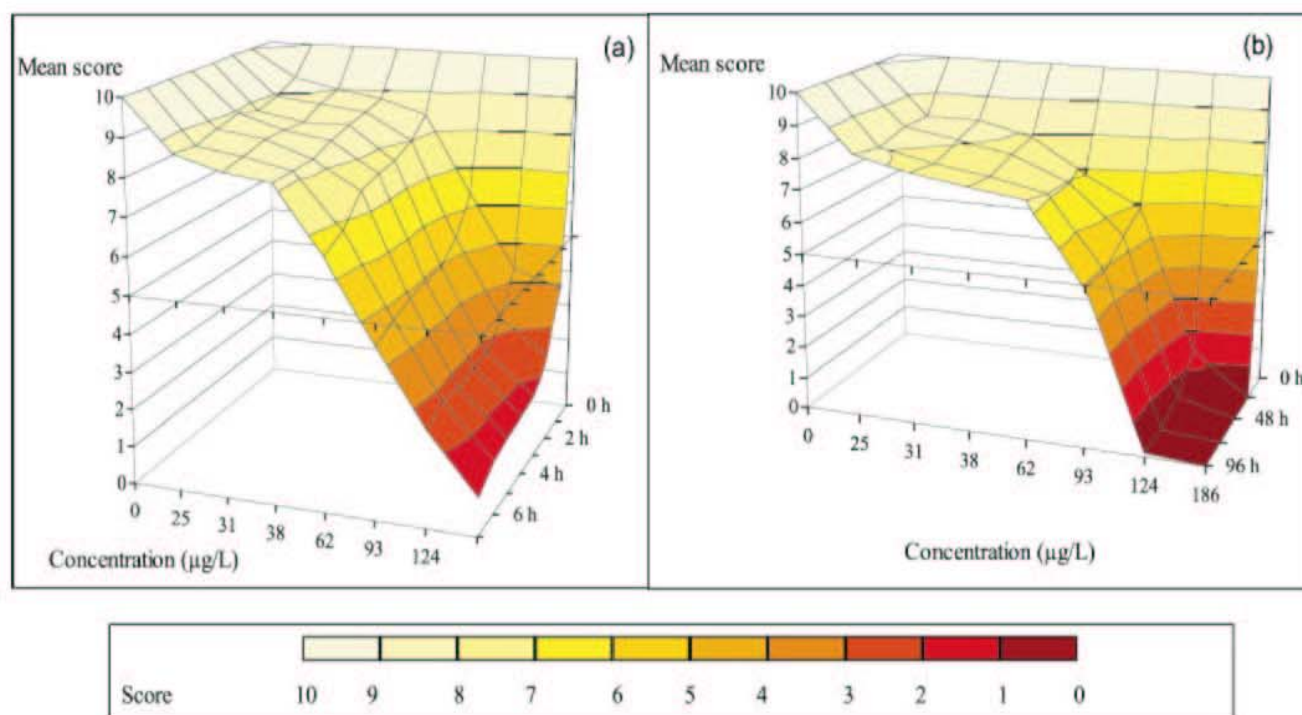 (a)
Mean score
10
9
8
7
6
5
4
3
2
1
0
0
25
31
38
62
93
124
0 h
2 h
4 h
6 h
Concentration (µg/L)
(b)
Mean score
10
9
8
7
6
5
4
3
2
1
0
0
25
31
38
62
93
124
186
0 h
48 h
96 h
Concentration (µg/L)
Score 10 9 8 7 6 5 4 3 2 1 0